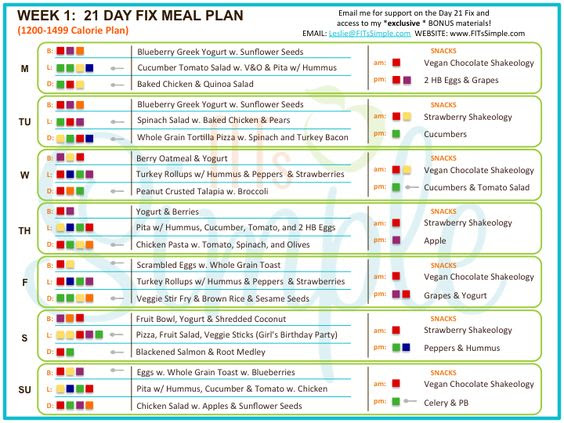 WEEK 1: 21 DAY FIX MEAL PLAN
(1200-1499 Calorie Plan)
Email me for support on the Day 21 Fix and
access to my *exclusive * BONUS materials!
EMAIL: Leslie@FITsSimple.com WEBSITE: www.FITsSimple.com
M
B: Blueberry Greek Yogurt w. Sunflower Seeds
L: Cucumber Tomato Salad w. V&O & Pita w/ Hummus
D: Baked Chicken & Quinoa Salad
SNACKS
am: Vegan Chocolate Shakeology
pm: 2 HB Eggs & Grapes
TU
B: Blueberry Greek Yogurt w. Sunflower Seeds
L: Spinach Salad w. Baked Chicken & Pears
D: Whole Grain Tortilla Pizza w. Spinach and Turkey Bacon
SNACKS
am: Strawberry Shakeology
pm: Cucumbers
W
B: Berry Oatmeal & Yogurt
L: Turkey Rollups w/ Hummus & Peppers & Strawberries
D: Peanut Crusted Talapia w. Broccoli
SNACKS
am: Vegan Chocolate Shakeology
pm: Cucumbers & Tomato Salad
TH
B: Yogurt & Berries
L: Pita w/ Hummus, Cucumber, Tomato, and 2 HB Eggs
D: Chicken Pasta w. Tomato, Spinach, and Olives
SNACKS
am: Strawberry Shakeology
pm: Apple
F
B: Scrambled Eggs w. Whole Grain Toast
L: Turkey Rollups w/ Hummus & Peppers & Strawberries
D: Veggie Stir Fry & Brown Rice & Sesame Seeds
SNACKS
am: Vegan Chocolate Shakeology
pm: Grapes & Yogurt
S
B: Fruit Bowl, Yogurt & Shredded Coconut
L: Pizza, Fruit Salad, Veggie Sticks (Girl's Birthday Party)
D: Blackened Salmon & Root Medley
SNACKS
am: Strawberry Shakeology
pm: Peppers & Hummus
SU
B: Eggs w. Whole Grain Toast w. Blueberries
L: Pita w/ Hummus, Cucumber & Tomato w. Chicken
D: Chicken Salad w. Apples & Sunflower Seeds
SNACKS
am: Vegan Chocolate Shakeology
pm: Celery & PB
FITs
Simple